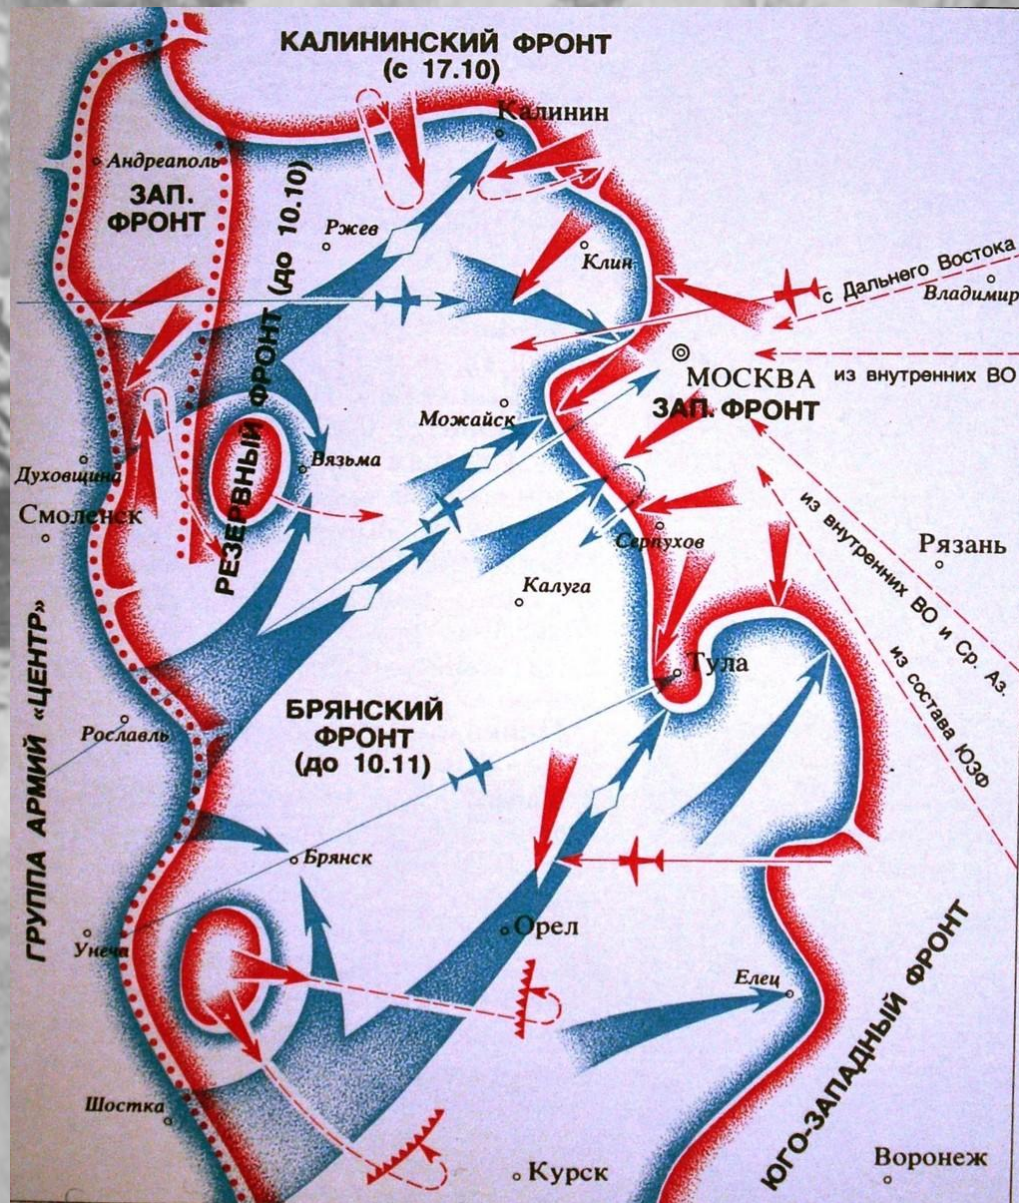 КАЛИНИНСКИЙ ФРОНТ
(с 17.10)
Калинин
Андреаполь
ЗАП.
ФРОНТ
Ржев
РЕЗЕРВНЫЙ ФРОНТ (до 10.10)
Клин
с Дальнего Востока
Владимир
МОСКВА
из внутренних ВО
ЗАП. ФРОНТ
Можайск
Вязьма
Духовщина
Смоленск
Серпухов
из внутренних ВО и Ср. Аз.
Рязань
Калуга
ГРУППА АРМИЙ «ЦЕНТР»
из состава ЮЗФ
Тула
Рославль
БРЯНСКИЙ
ФРОНТ
(до 10.11)
Брянск
Унеча
Орел
Елец
ЮГО-ЗАПАДНЫЙ ФРОНТ
Шостка
Курск
Воронеж